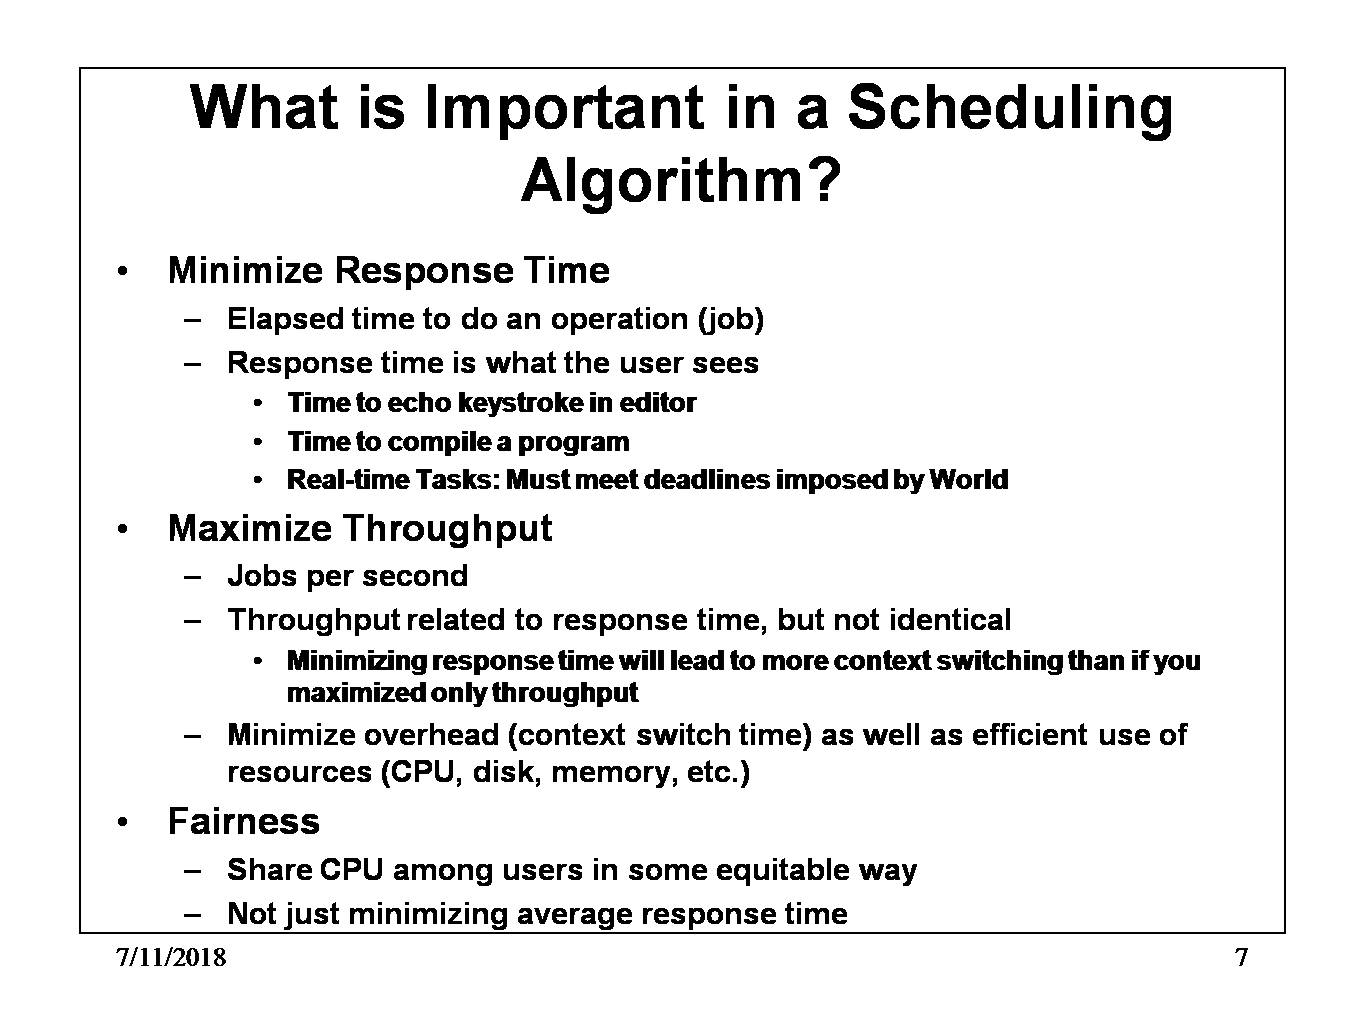 What is Important in a Scheduling
Algorithm?
• Minimize Response Time
– Elapsed time to do an operation (job)
– Response time is what the user sees
• Time to echo keystroke in editor
• Time to compile a program
• Real-time Tasks: Must meet deadlines imposed by World
• Maximize Throughput
– Jobs per second
– Throughput related to response time, but not identical
• Minimizing response time will lead to more context switching than if you
maximized only throughput
– Minimize overhead (context switch time) as well as efficient use of
resources (CPU, disk, memory, etc.)
• Fairness
– Share CPU among users in some equitable way
– Not just minimizing average response time
7/11/2018
7